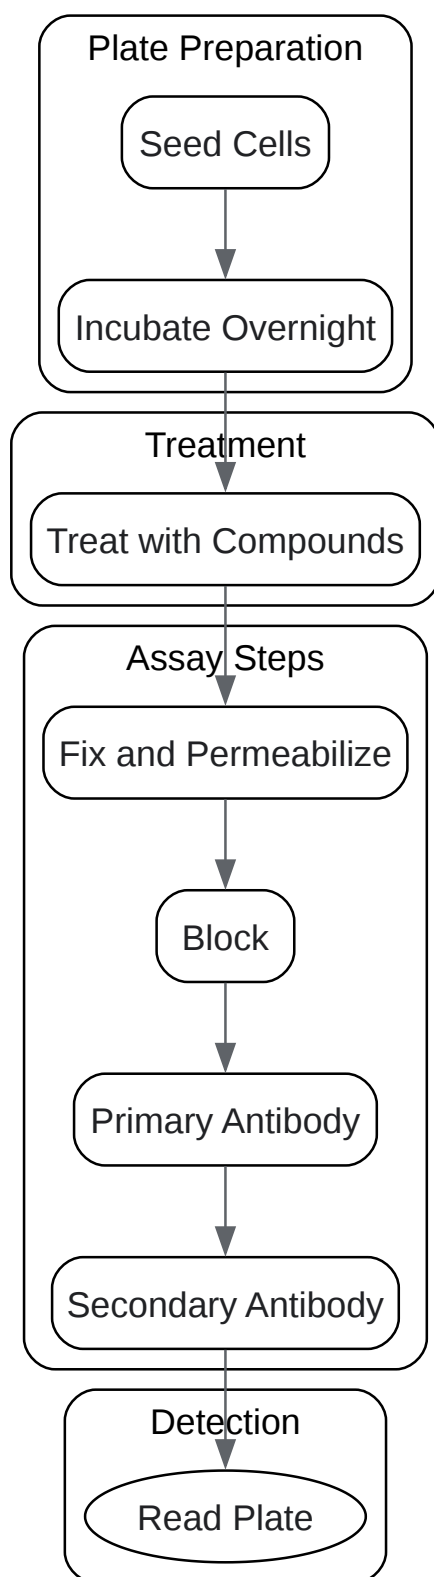 Plate Preparation
Seed Cells
Incubate Overnight
Treatment
Treat with Compounds
Assay Steps
Fix and Permeabilize
Block
Primary Antibody
Secondary Antibody
Detection
Read Plate